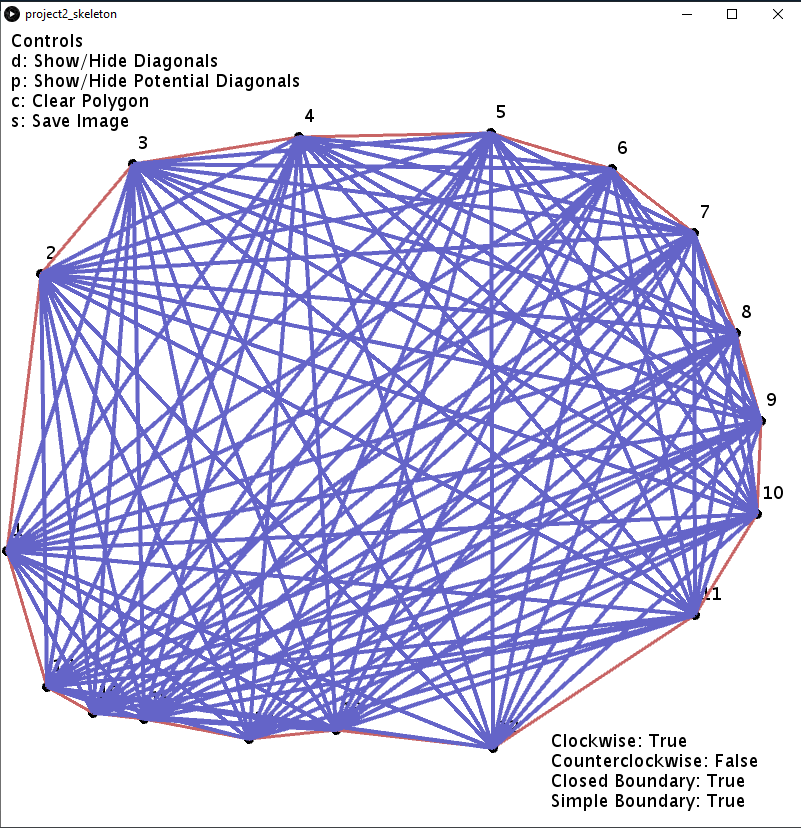 project2_skeleton
Controls
d: Show/Hide Diagonals
p: Show/Hide Potential Diagonals
c: Clear Polygon
s: Save Image
4
5
3
6
7
2
8
9
10
11
Clockwise: True
Counterclockwise: False
Closed Boundary: True
Simple Boundary: True